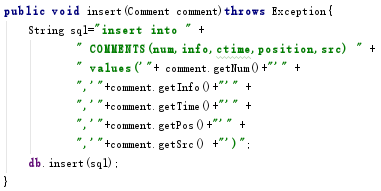 public void insert(Comment comment)throws Exception{
String sql="insert into " +
" COMMENTS(num,info,ctime,position,src) " +
" values('"+ comment.getNum()+"'" +
",'"+comment.getInfo()+"'" +
",'"+comment.getTime()+"'" +
",'"+comment.getPos()+"'" +
",'"+comment.getSrc() +"')";
db.insert(sql);
}